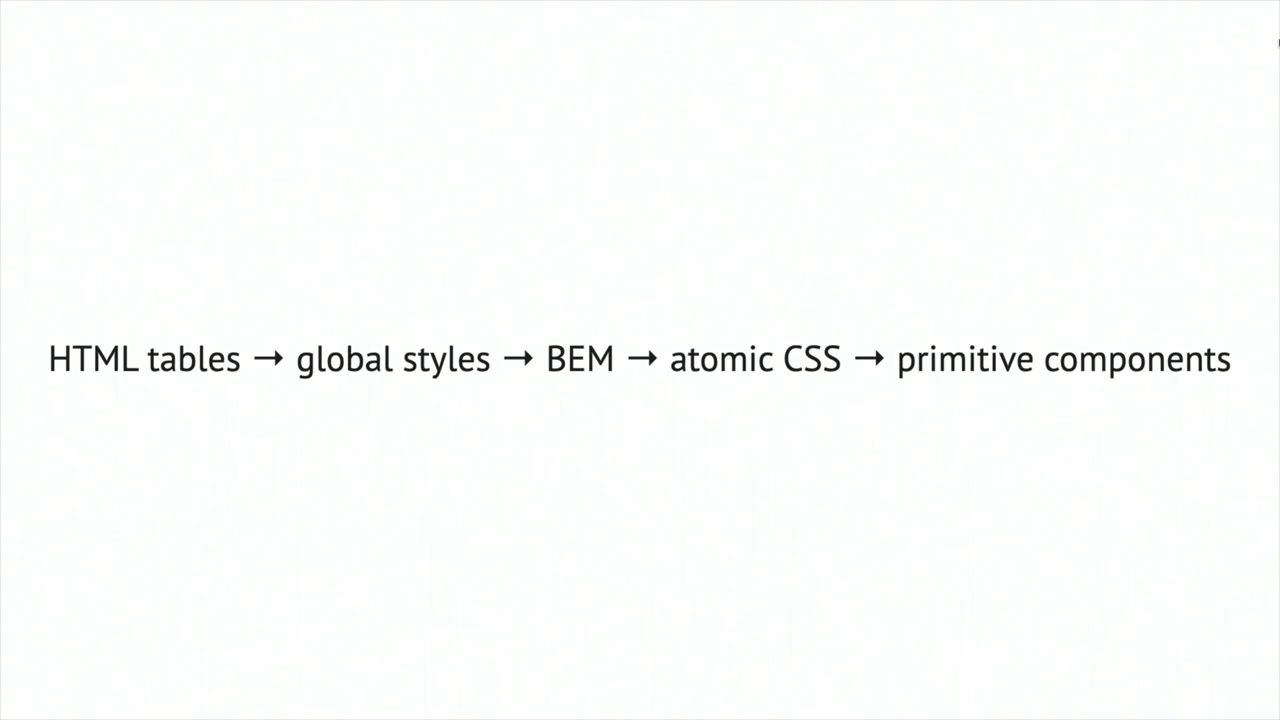 HTML tables → global styles → BEM → atomic CSS → primitive components